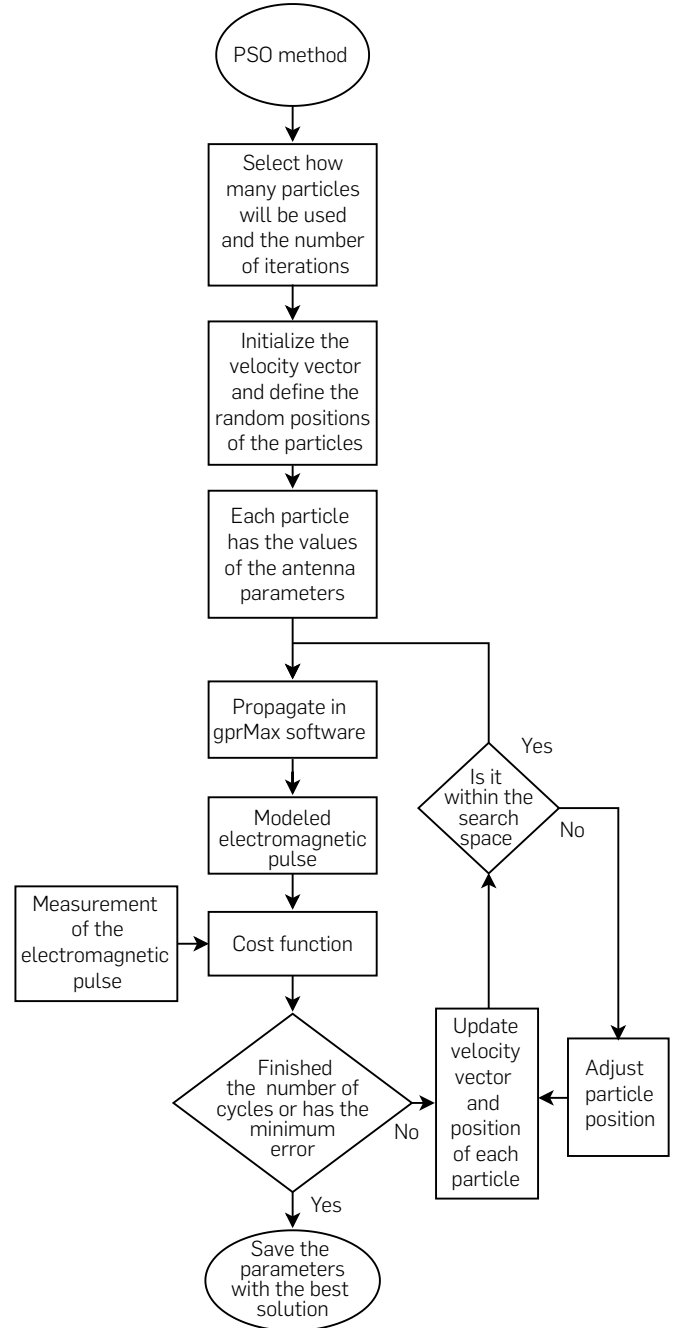 PSO method
Select how
many particles
will be used
and the number
of iterations
Initialize the
velocity vector
and define the
random positions
of the particles
Each particle
has the values
of the antenna
parameters
Propagate in
gprMax software
Modeled
electromagnetic
pulse
Measurement
of the
electromagnetic
pulse
Cost function
Finished
the number of
cycles or has the
minimum
error
No
Yes
Save the
parameters
with the best
solution
Update
velocity
vector
and
position
of each
particle
Is it
within the
search
space
Yes
No
Adjust
particle
position